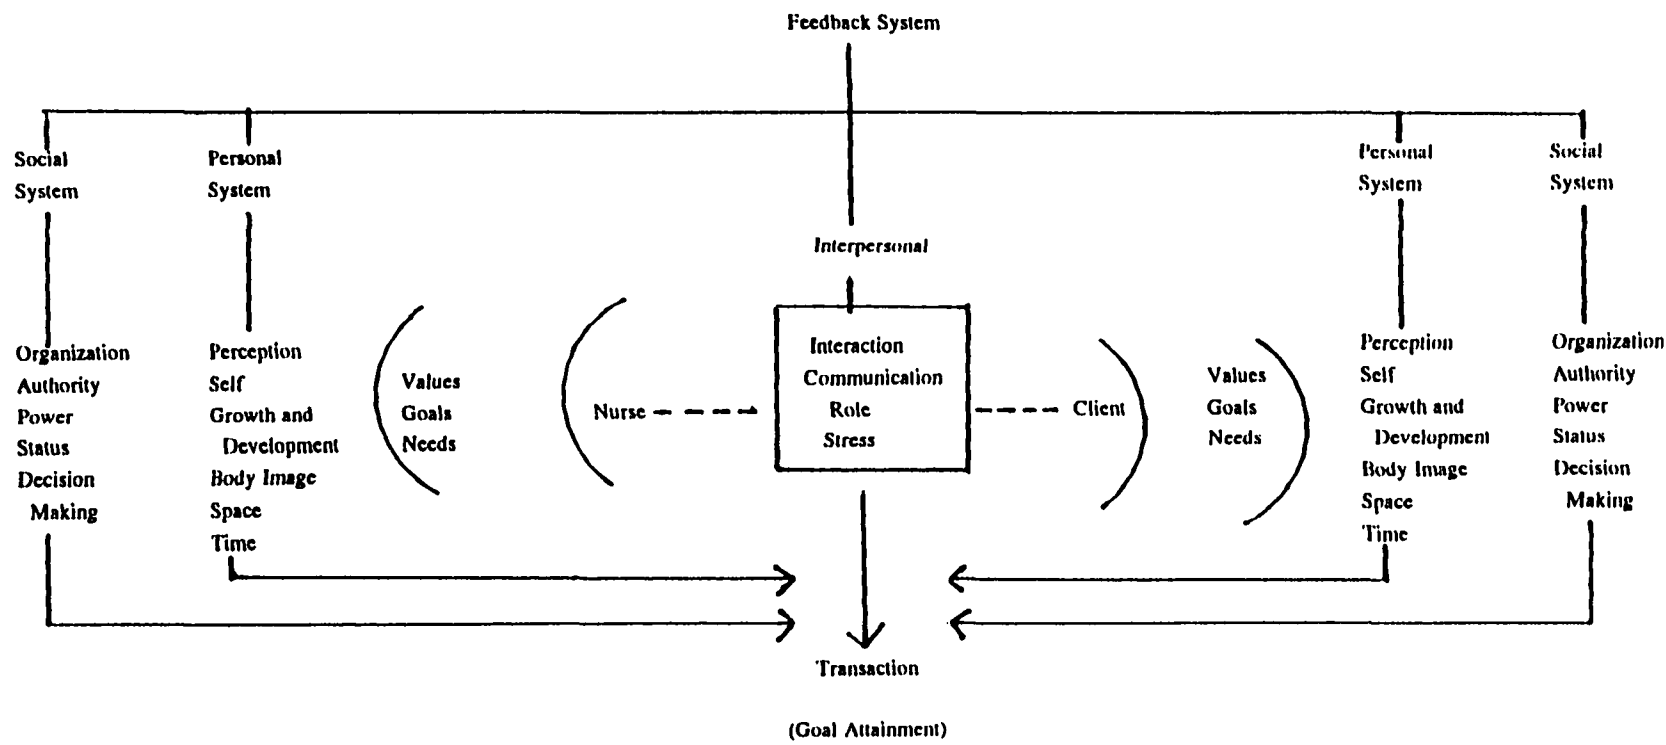 Feedback System
Social
System
Personal
System
Personal
System
Social
System
Interpersonal
Organization
Authority
Power
Status
Decision
Making
Perception
Self
Growth and
Development
Body Image
Space
Time
Values
Goals
Needs
Nurse
Interaction
Communication
Role
Stress
Client
Values
Goals
Needs
Perception
Self
Growth and
Development
Body Image
Space
Time
Organization
Authority
Power
Status
Decision
Making
Transaction
(Goal Attainment)